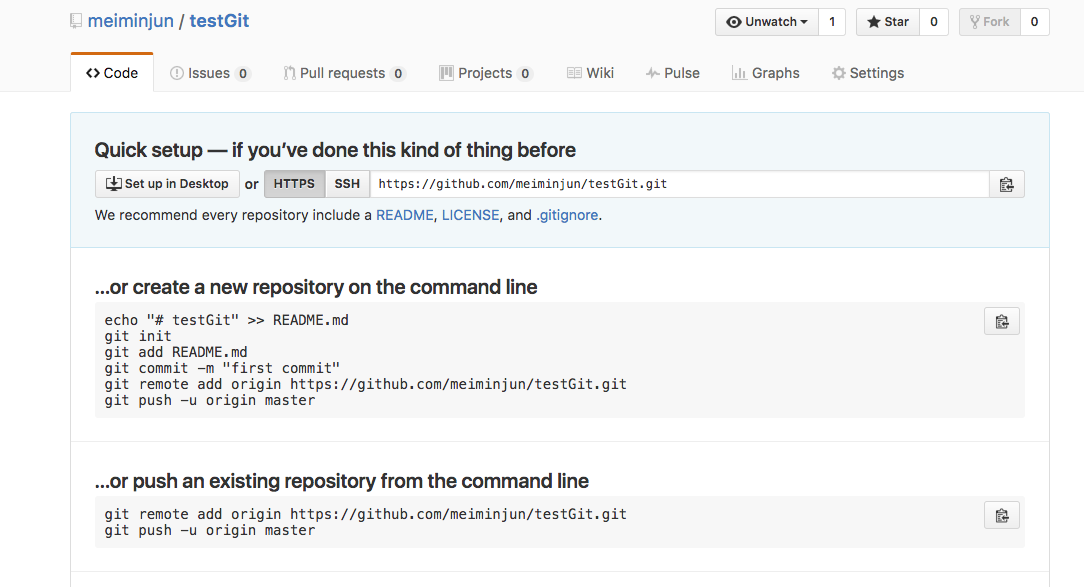 meiminjun / testGit
Unwatch 1 Star 0 Fork 0
Code Issues 0 Pull requests 0 Projects 0 Wiki Pulse Graphs Settings
Quick setup — if you’ve done this kind of thing before
Set up in Desktop or HTTPS SSH https://github.com/meiminjun/testGit.git
We recommend every repository include a README, LICENSE, and .gitignore.
…or create a new repository on the command line
echo "# testGit" >> README.md
git init
git add README.md
git commit -m "first commit"
git remote add origin https://github.com/meiminjun/testGit.git
git push -u origin master
…or push an existing repository from the command line
git remote add origin https://github.com/meiminjun/testGit.git
git push -u origin master